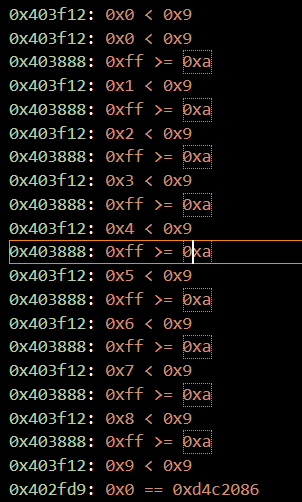 0x403f12: 0x0 < 0x9
0x403f12: 0x0 < 0x9
0x403888: 0xff >= 0xa
0x403f12: 0x1 < 0x9
0x403888: 0xff >= 0xa
0x403f12: 0x2 < 0x9
0x403888: 0xff >= 0xa
0x403f12: 0x3 < 0x9
0x403888: 0xff >= 0xa
0x403f12: 0x4 < 0x9
0x403888: 0xff >= 0xa
0x403f12: 0x5 < 0x9
0x403888: 0xff >= 0xa
0x403f12: 0x6 < 0x9
0x403888: 0xff >= 0xa
0x403f12: 0x7 < 0x9
0x403888: 0xff >= 0xa
0x403f12: 0x8 < 0x9
0x403888: 0xff >= 0xa
0x403f12: 0x9 < 0x9
0x402fd9: 0x0 == 0xd4c2086